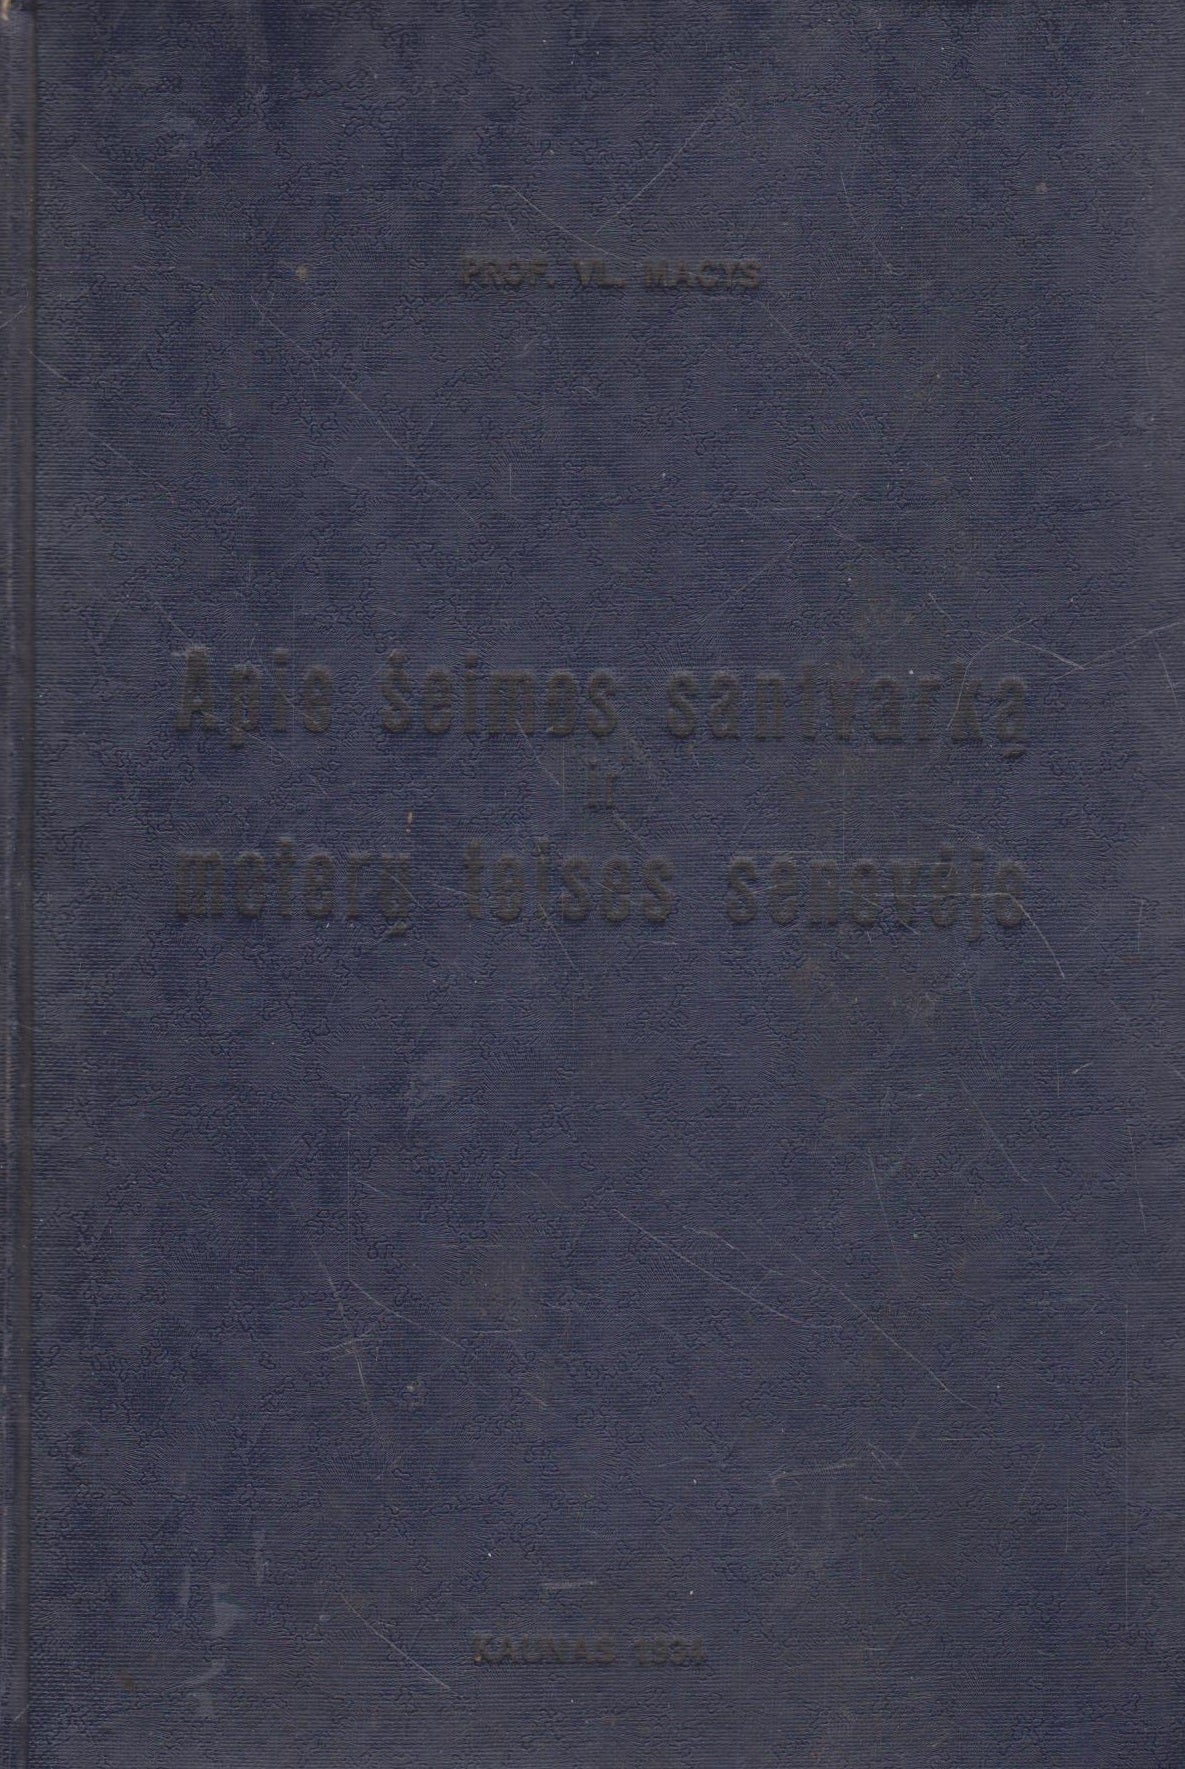 PROF. VL. MAČYS
Apie šeimos santvarką
ir
moterų teises senovėje
KAUNAS 1934